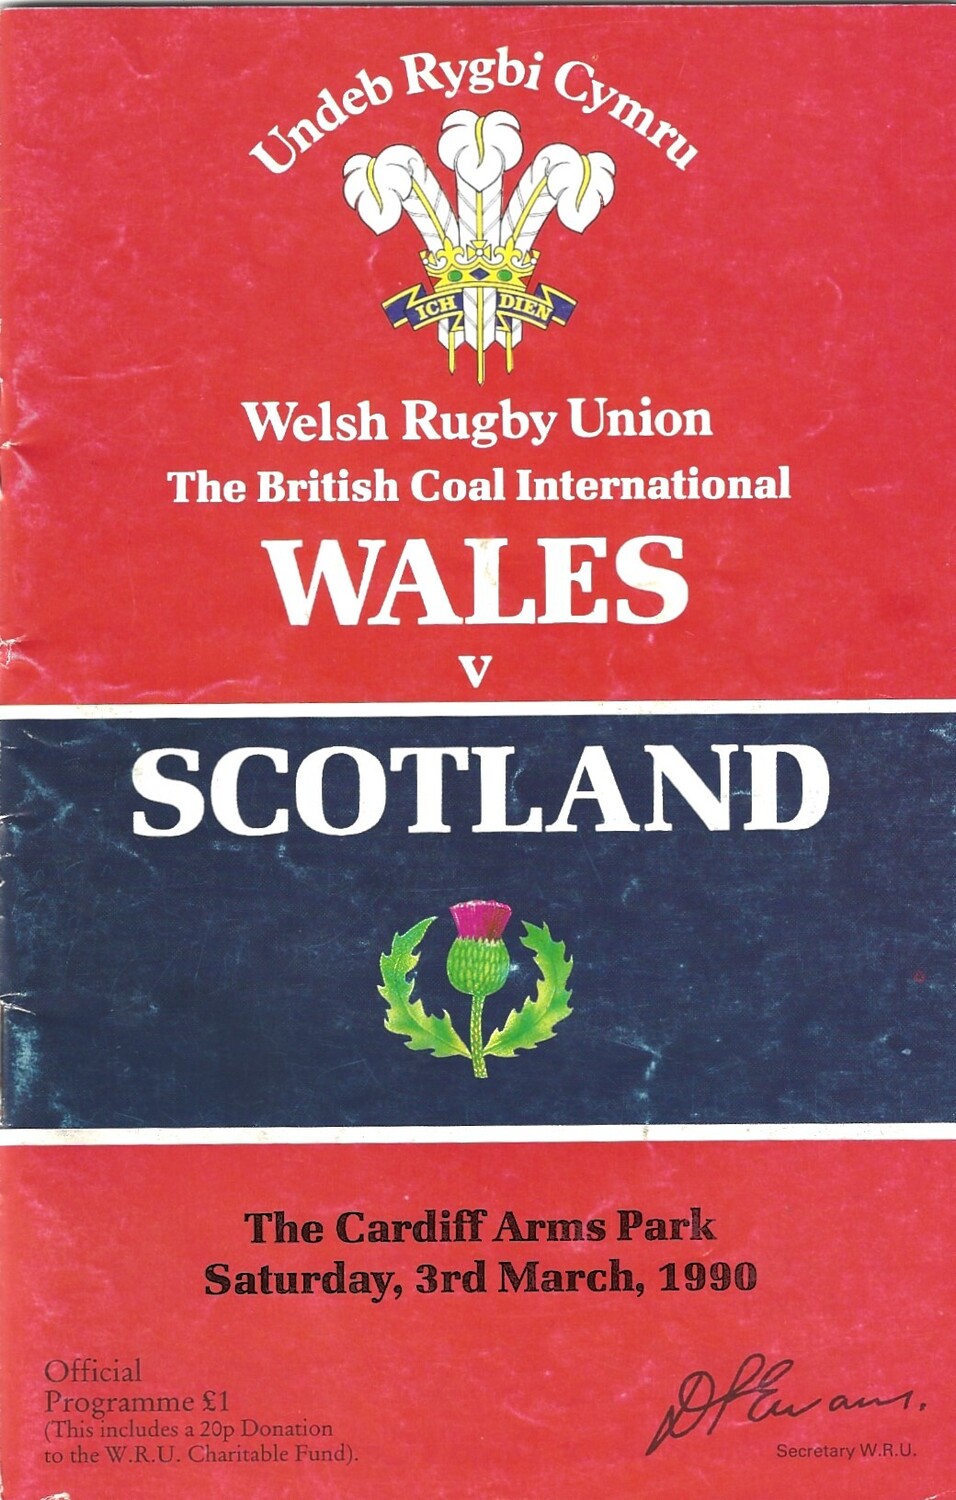 Undeb Rygbi Cymru
ICH DIEN
Welsh Rugby Union
The British Coal International
WALES
v
SCOTLAND
The Cardiff Arms Park
Saturday, 3rd March, 1990
Official
Programme £1
(This includes a 20p Donation
to the W.R.U. Charitable Fund).
Secretary W.R.U.